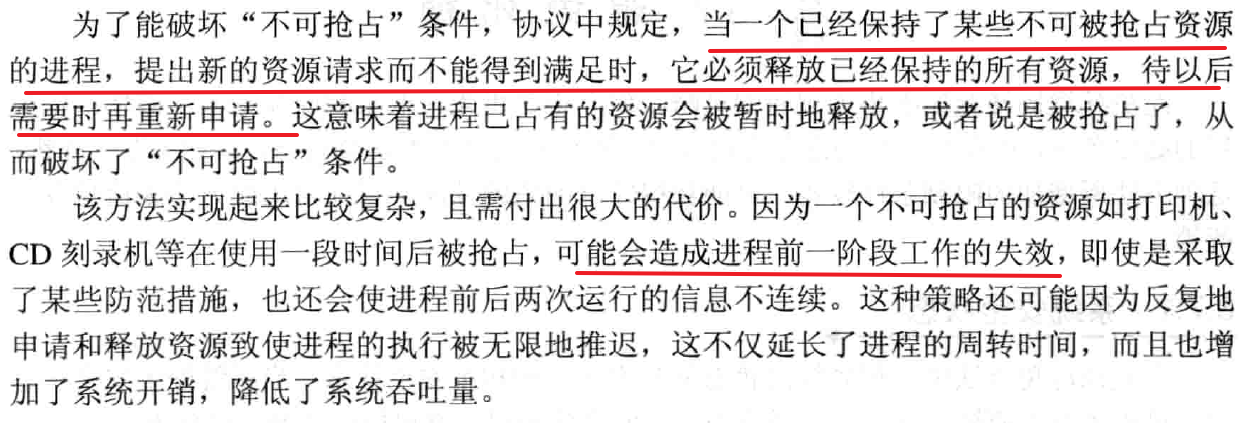 为了能破坏“不可抢占”条件，协议中规定，当一个已经保持了某些不可被抢占资源
的进程，提出新的资源请求而不能得到满足时，它必须释放已经保持的所有资源，待以后
需要时再重新申请。这意味着进程已占有的资源会被暂时地释放，或者说是被抢占了，从
而破坏了“不可抢占”条件。
该方法实现起来比较复杂，且需付出很大的代价。因为一个不可抢占的资源如打印机、
CD 刻录机等在使用一段时间后被抢占，可能会造成进程前一阶段工作的失效，即使是采取
了某些防范措施，也还会使进程前后两次运行的信息不连续。这种策略还可能因为反复地
申请和释放资源致使进程的执行被无限地推迟，这不仅延长了进程的周转时间，而且也增
加了系统开销，降低了系统吞吐量。